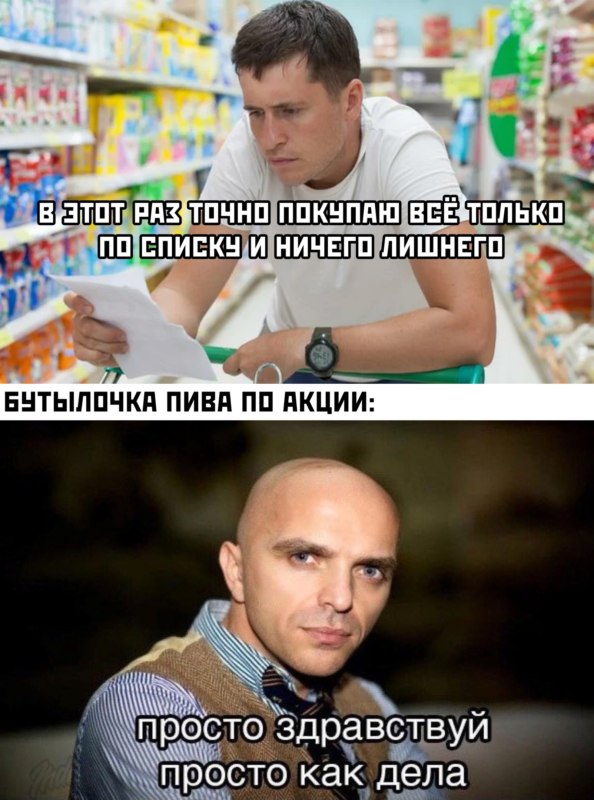 В ЭТОТ РАЗ ТОЧНО ПОКУПАЮ ВСЁ ТОЛЬКО
ПО СПИСКУ И НИЧЕГО ЛИШНЕГО
БУТЫЛОЧКА ПИВА ПО АКЦИИ:
просто здравствуй
просто как дела